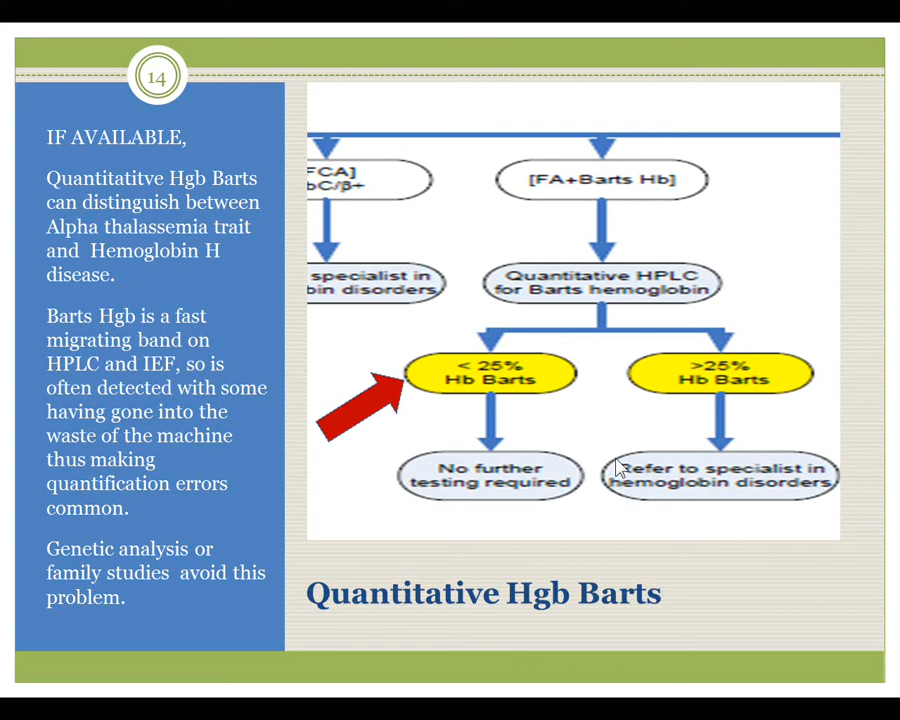 14
IF AVAILABLE,
Quantitatitve Hgb Barts
can distinguish between
Alpha thalassemia trait
and Hemoglobin H
disease.
Barts Hgb is a fast
migrating band on
HPLC and IEF, so is
often detected with some
having gone into the
waste of the machine
thus making
quantification errors
common.
Genetic analysis or
family studies avoid this
problem.
FCA]
bC/β+
[FA+Barts Hb]
specialist in
bin disorders
Quantitative HPLC
for Barts hemoglobin
< 25%
Hb Barts
>25%
Hb Barts
No further
testing required
Refer to specialist in
hemoglobin disorders
Quantitative Hgb Barts